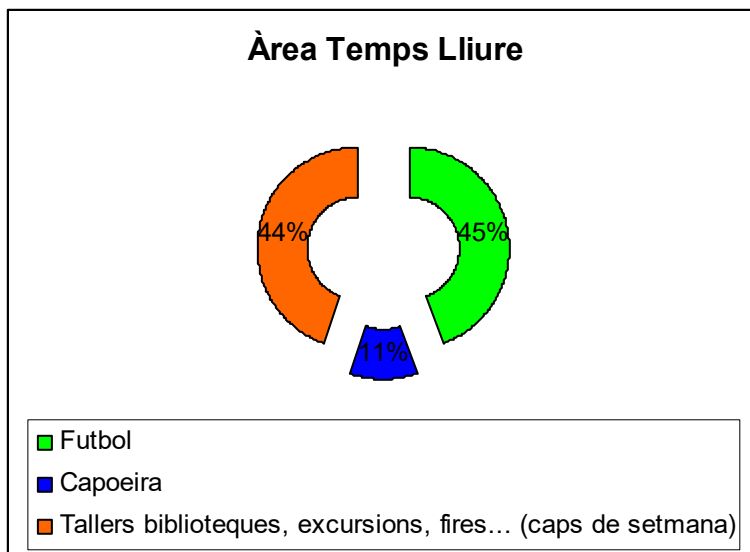 Àrea Temps Lliure
44%
45%
11%
Futbol
Capoeira
Tallers biblioteques, excursions, fires... (caps de setmana)